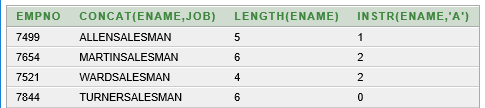 EMPNO CONCAT(ENAME,JOB) LENGTH(ENAME) INSTR(ENAME,'A')
7499 ALLENSALESMAN 5 1
7654 MARTINSALESMAN 6 2
7521 WARDSALESMAN 4 2
7844 TURNERSALESMAN 6 0